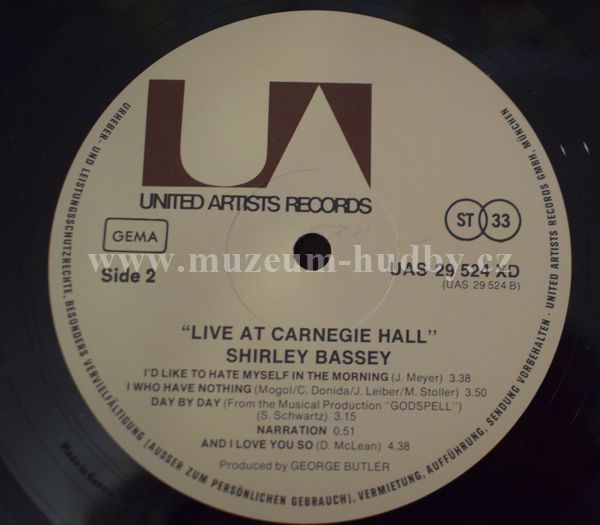 UA
UNITED ARTISTS RECORDS
GEMA
ST 33
Side 2
UAS 29 524 XD
(UAS 29 524 B)
www.muzeum-hudby.cz
"LIVE AT CARNEGIE HALL"
SHIRLEY BASSEY
I'D LIKE TO HATE MYSELF IN THE MORNING (J. Meyer) 3.38
I WHO HAVE NOTHING (Mogol/C. Donida/J. Leiber/M. Stoller) 3.50
DAY BY DAY (From the Musical Production "GODSPELL")
(S. Schwartz) 3.15
NARRATION 0.51
AND I LOVE YOU SO (D. McLean) 4.38
Produced by GEORGE BUTLER
Made in Germany
URHEBER- UND LEISTUNGSSCHUTZRECHTE, BESONDERS VERVIELFÄLTIGUNG (AUSSER ZUM PERSÖNLICHEN GEBRAUCH), VERMIETUNG, AUFFÜHRUNG, SENDUNG VORBEHALTEN · UNITED ARTISTS RECORDS GMBH, MÜNCHEN